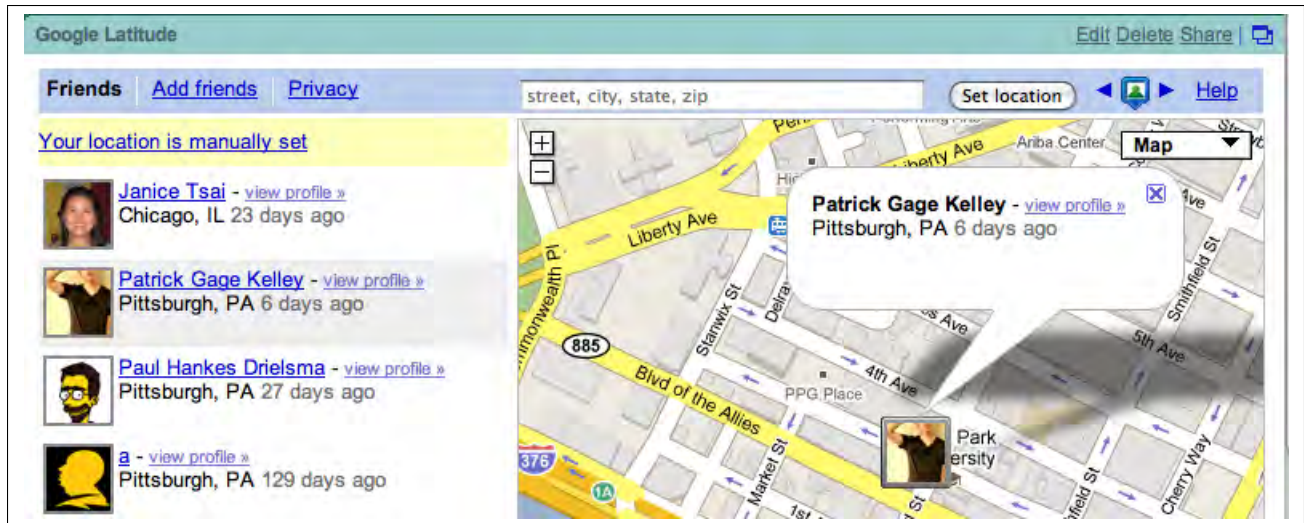 Google Latitude
Edit Delete Share |
Friends Add friends Privacy
street, city, state, zip
Set location
Help
Your location is manually set
Janice Tsai - view profile »
Chicago, IL 23 days ago
Patrick Gage Kelley - view profile »
Pittsburgh, PA 6 days ago
Paul Hankes Drielsma - view profile »
Pittsburgh, PA 27 days ago
a - view profile »
Pittsburgh, PA 129 days ago
Map
Patrick Gage Kelley - view profile »
Pittsburgh, PA 6 days ago
Ariba Center
Liberty Ave
Stanwix St
885
Blvd of the Allies
PPG Place
4th Ave
5th Ave
Smithfield St
Park
Market St
Cherry Way
376
1A